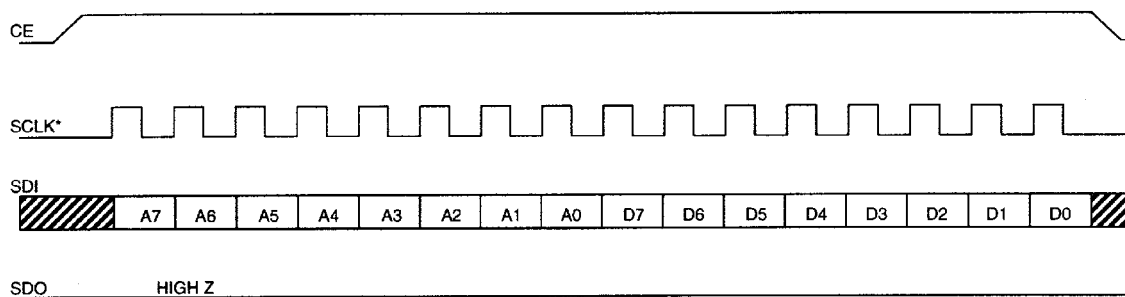 CE
SCLK*
SDI
A7 A6 A5 A4 A3 A2 A1 A0 D7 D6 D5 D4 D3 D2 D1 D0
SDO HIGH Z